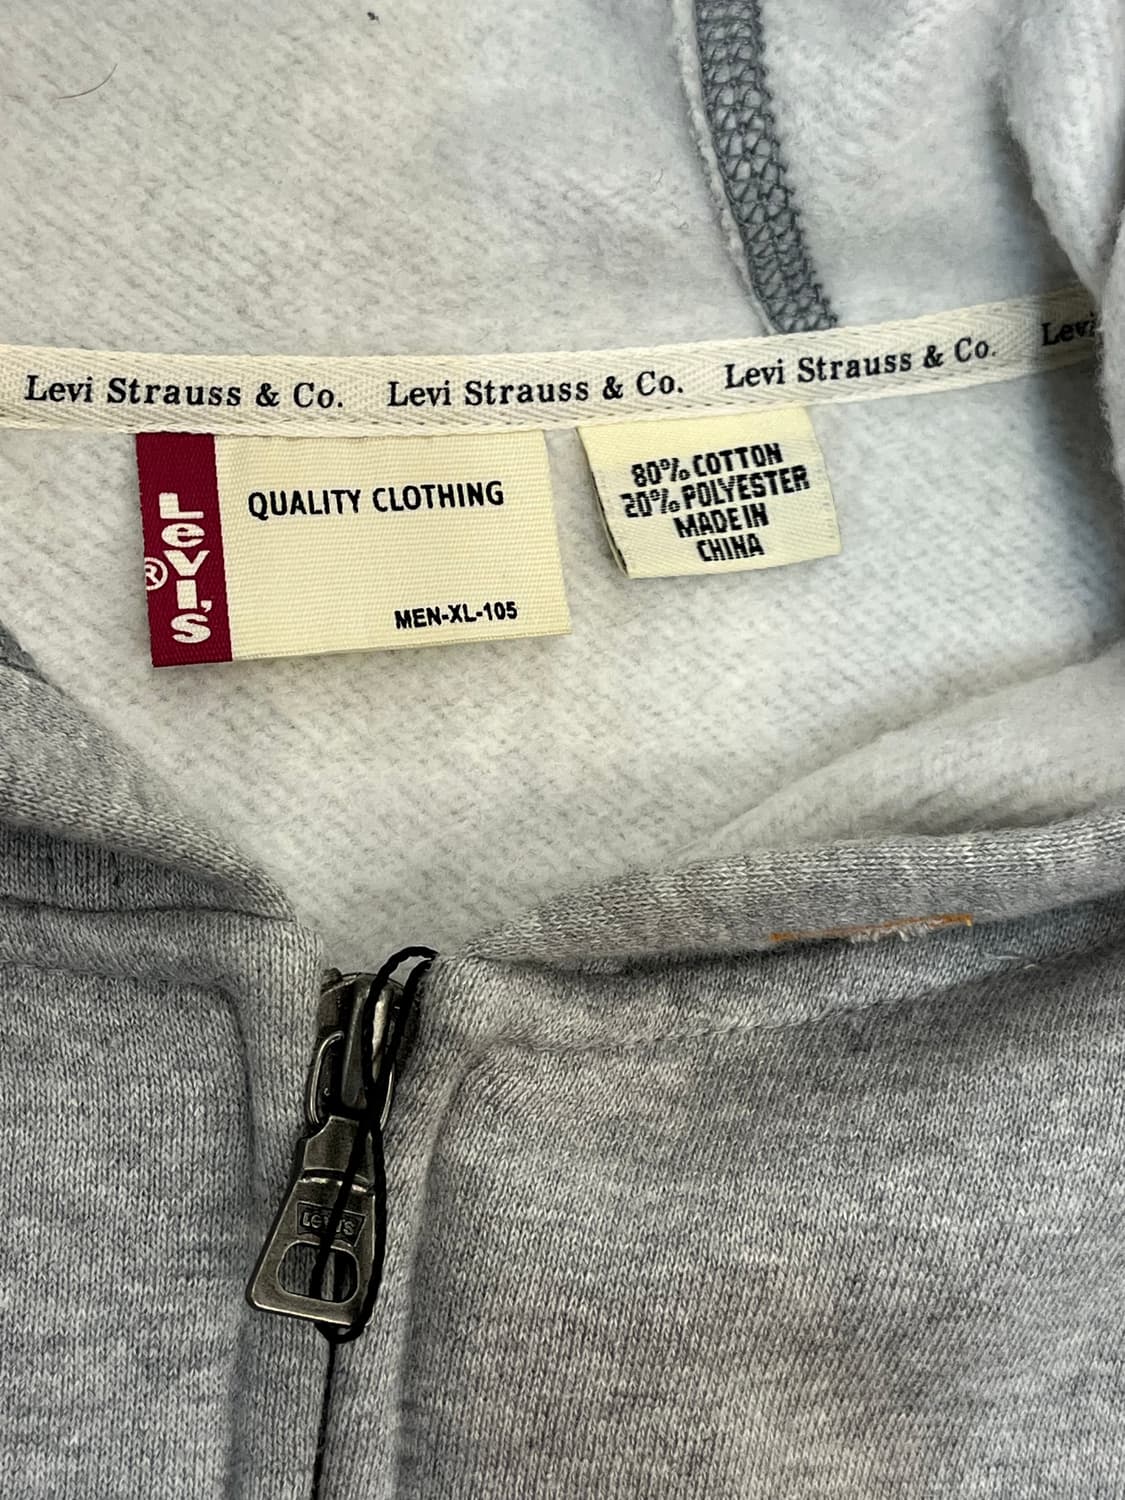 Levi Strauss & Co. Levi Strauss & Co. Levi Strauss & Co. Levi
Levi's
®
QUALITY CLOTHING
MEN-XL-105
80% COTTON
20% POLYESTER
MADE IN
CHINA
Levi's